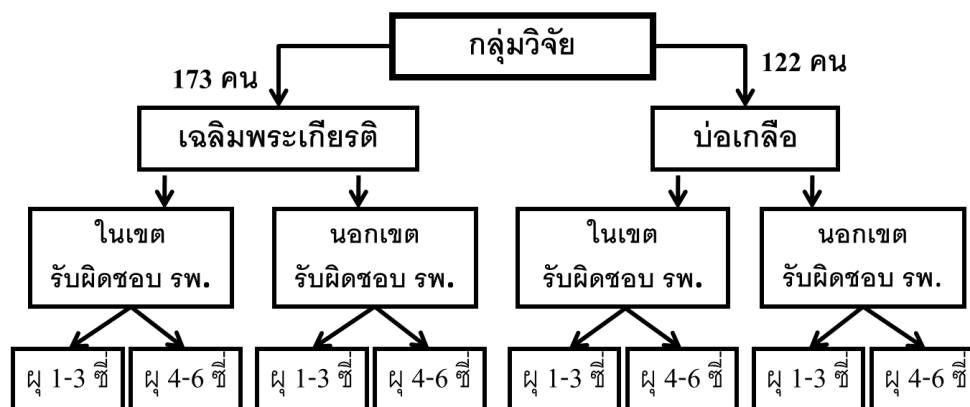 กลุ่มวิจัย
173 คน
122 คน
เฉลิมพระเกียรติ
บ่อเกลือ
ในเขต
รับผิดชอบ รพ.
นอกเขต
รับผิดชอบ รพ.
ในเขต
รับผิดชอบ รพ.
นอกเขต
รับผิดชอบ รพ.
ผุ 1-3 ซี่
ผุ 4-6 ซี่
ผุ 1-3 ซี่
ผุ 4-6 ซี่
ผุ 1-3 ซี่
ผุ 4-6 ซี่
ผุ 1-3 ซี่
ผุ 4-6 ซี่